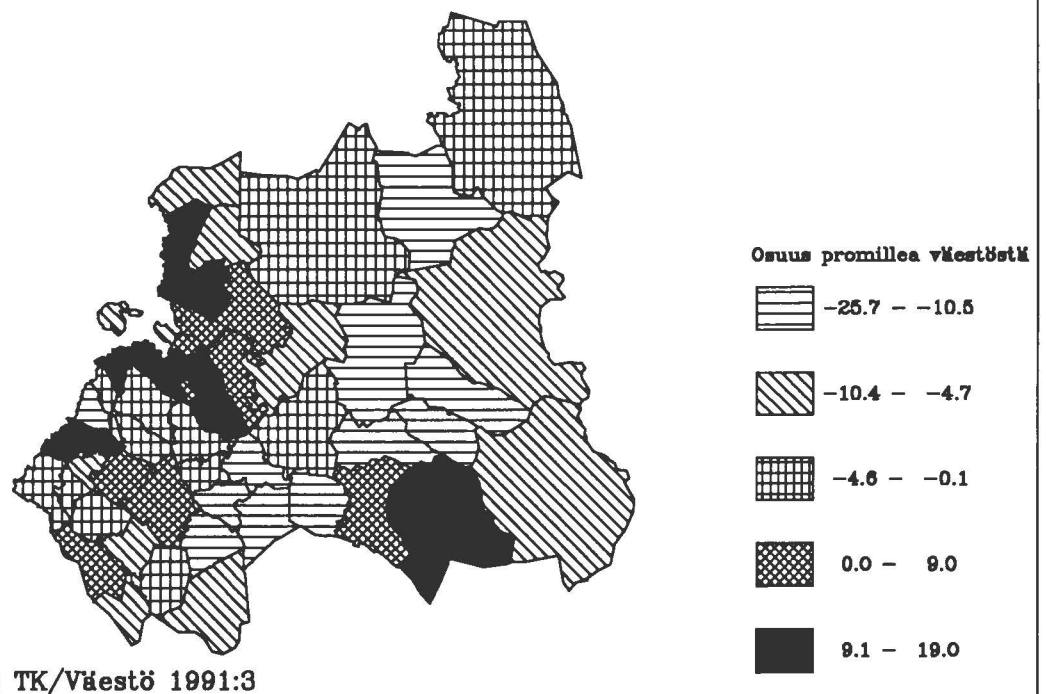 Osuus promillea väestöstä
-25.7 - -10.5
-10.4 - -4.7
-4.6 - -0.1
0.0 - 9.0
9.1 - 19.0
TK/Väestö 1991:3